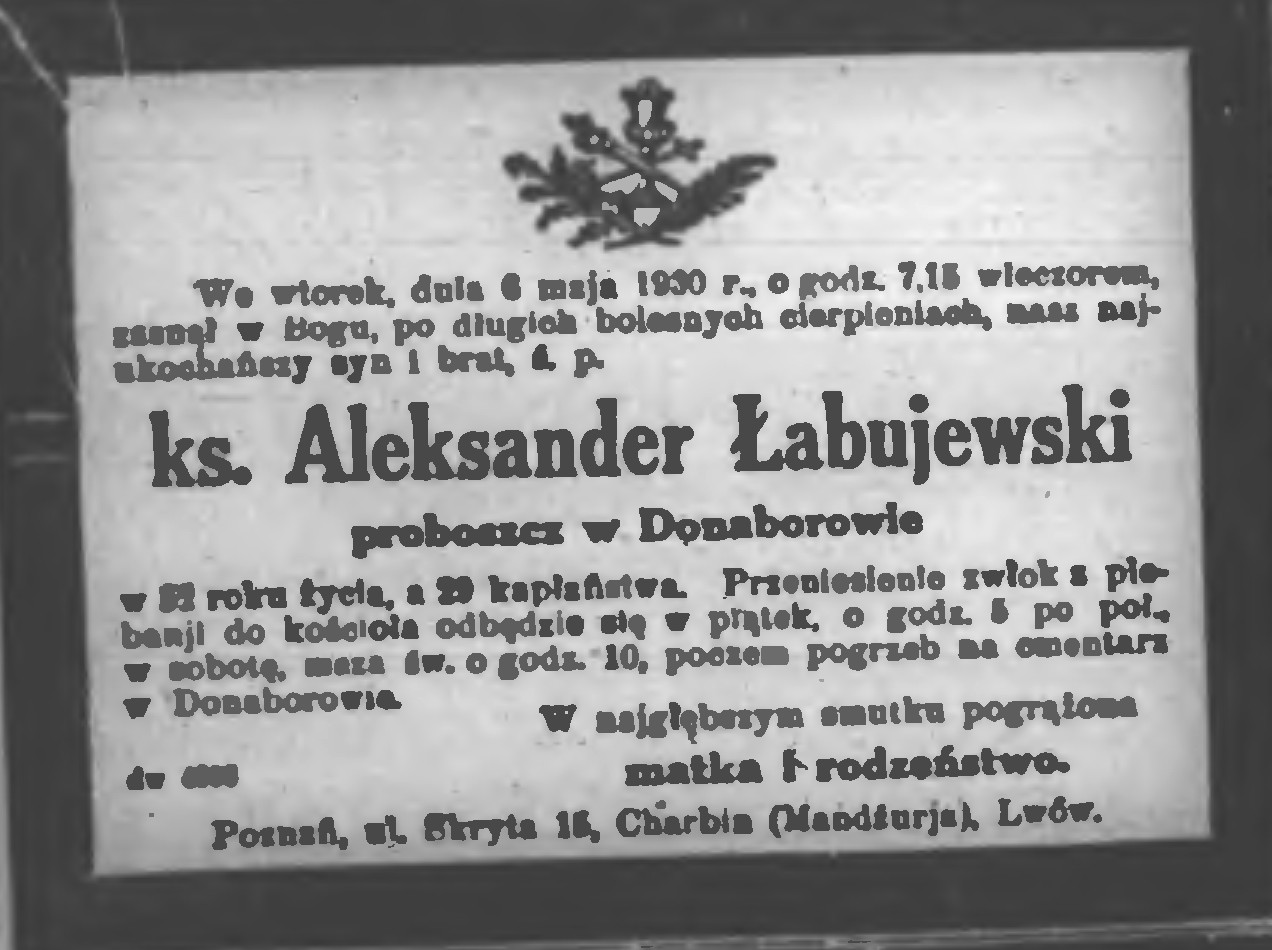 We wtorek, dnia 6 maja 1930 r., o godz. 7,15 wieczorem,
zasnął w Bogu, po długich bolesnych cierpieniach, nasz naj-
ukochańszy syn i brat, ś. p.
ks. Aleksander Łabujewski
proboszcz w Donaborowie
w roku życia, a 29 kapłaństwa. Przeniesienie zwłok z ple-
banji do kościoła odbędzie się w piątek, o godz. 5 po poł.,
w sobotę, msza św. o godz. 10, poczem pogrzeb na cmentarz
w Donaborowie.
W najgłębszym smutku pogrążona
matka i rodzeństwo.
dw
Poznań, ul. Skryta 15, Charbin (Mandżurja), Lwów.